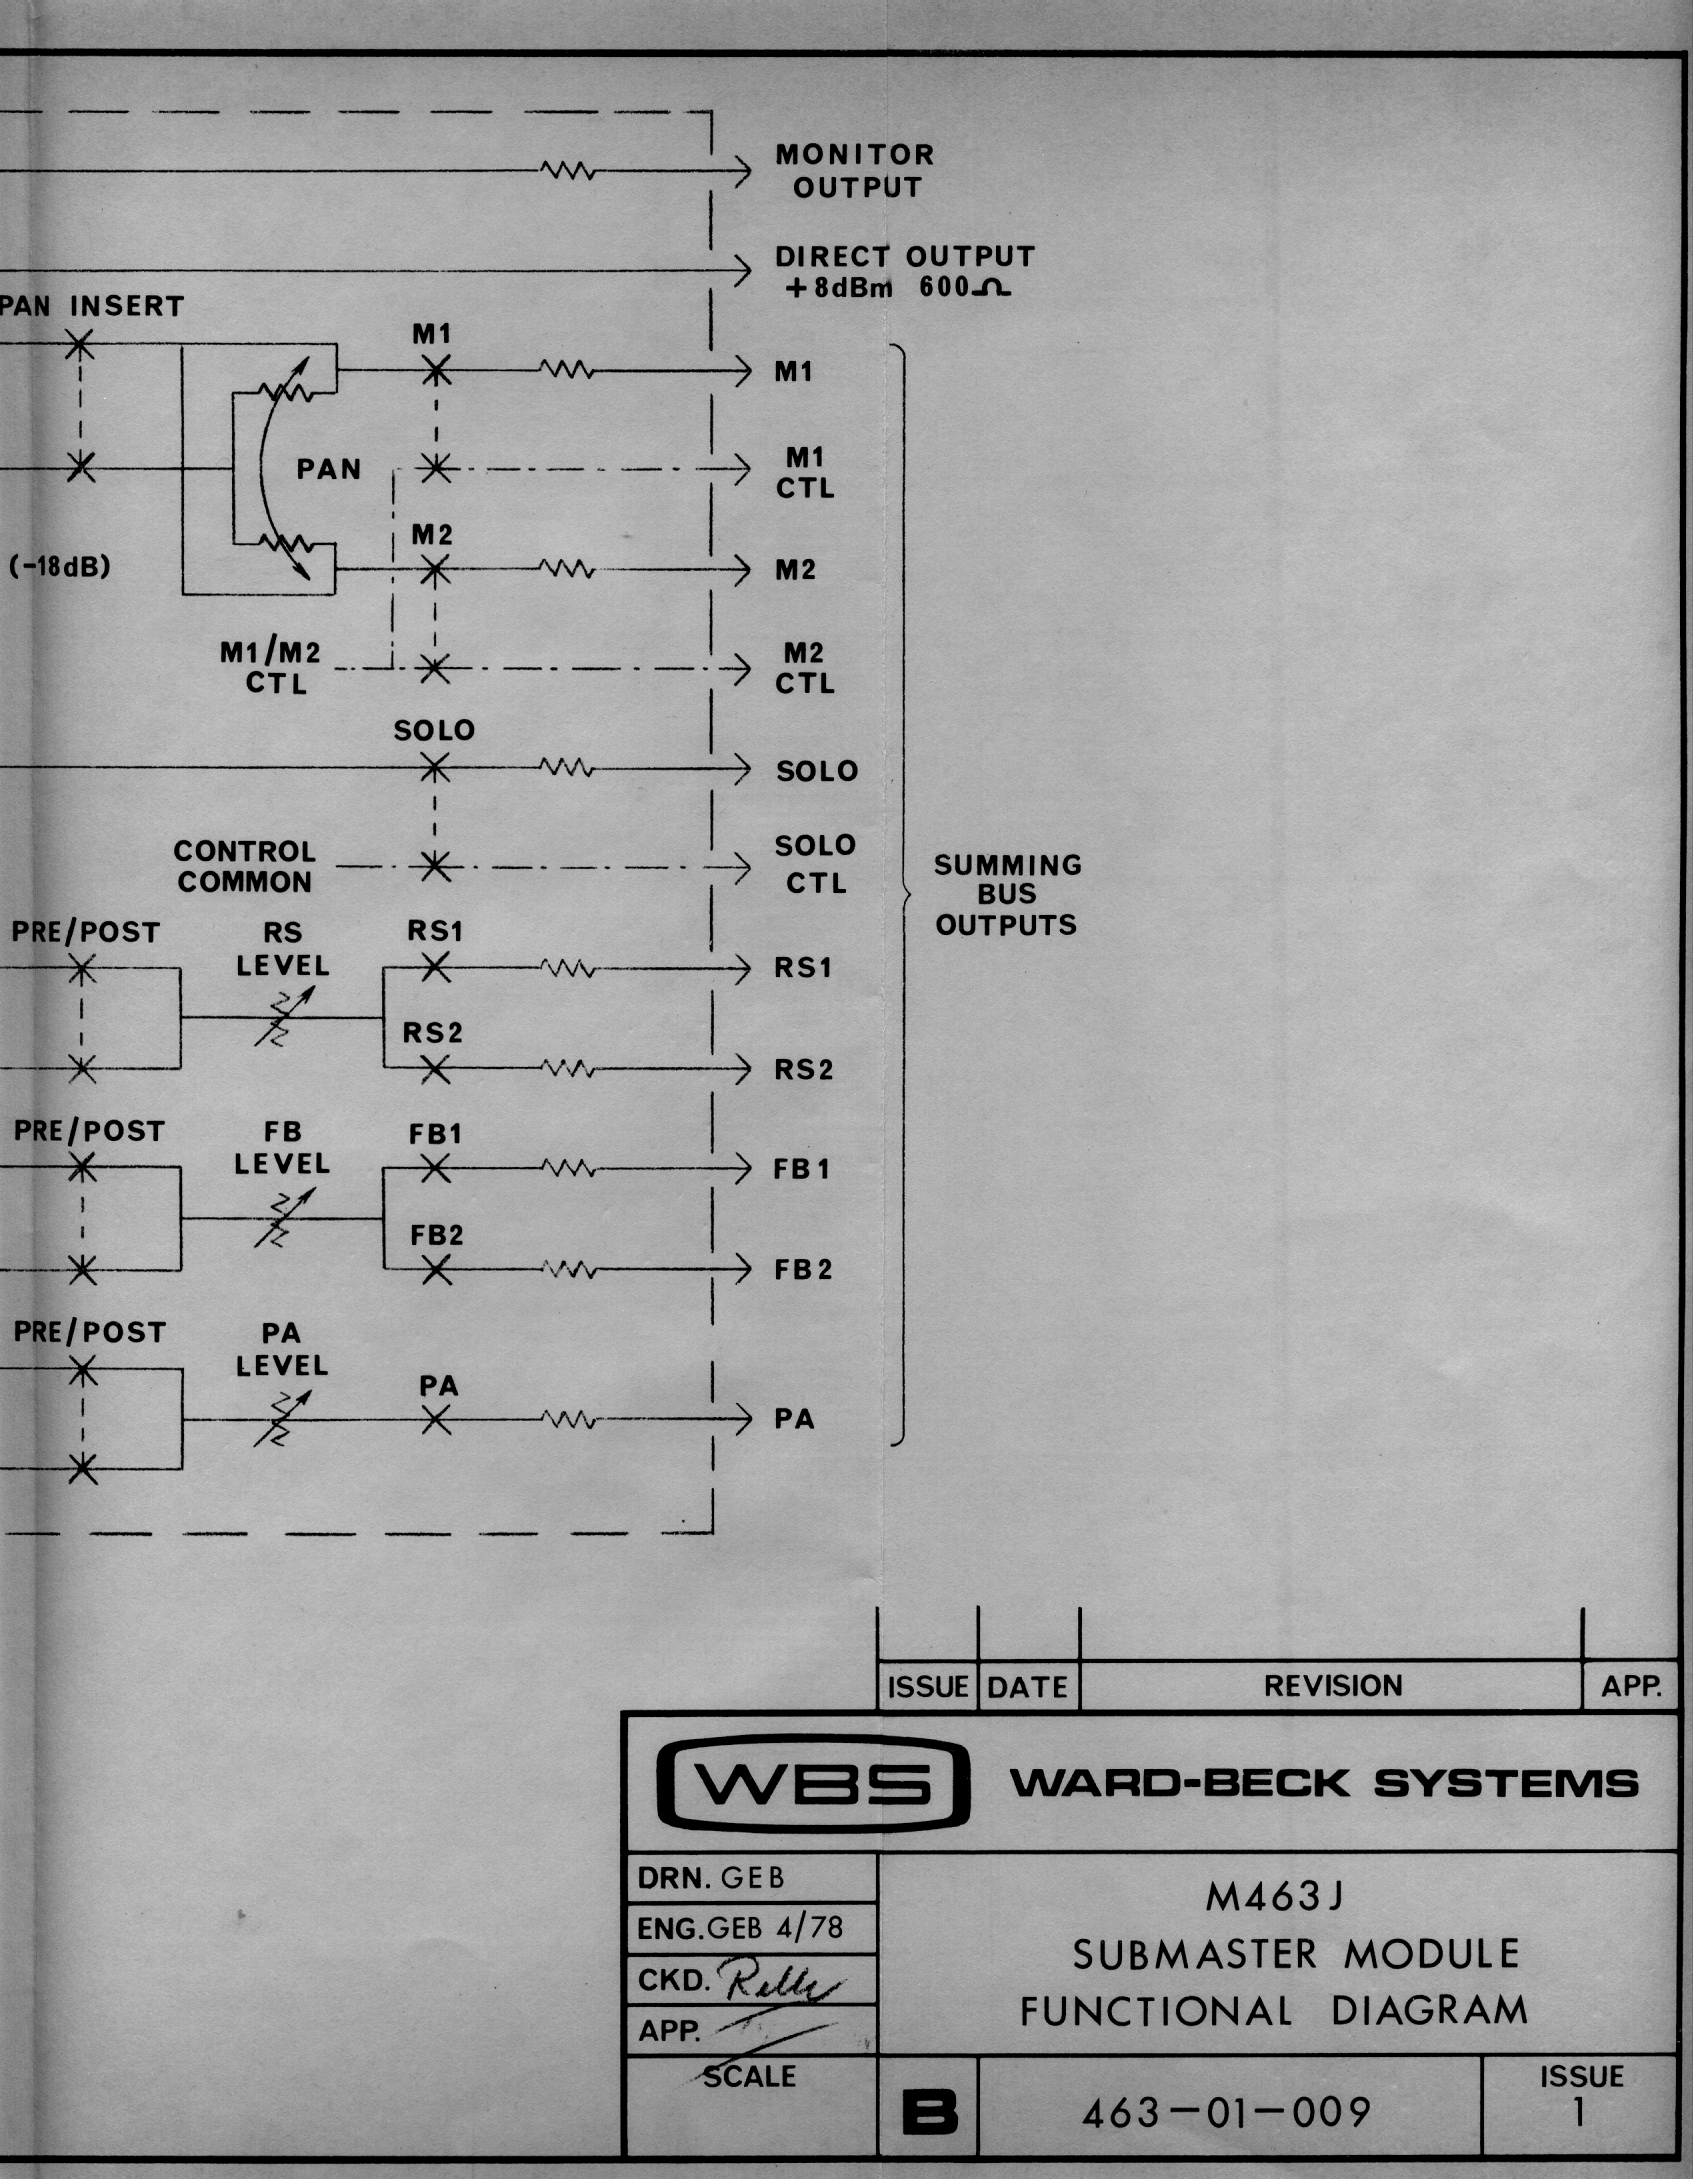 MONITOR
OUTPUT
DIRECT OUTPUT
+8dBm 600Ω
PAN INSERT
M1
M1
PAN
M1
CTL
M2
(-18dB)
M2
M1/M2
CTL
M2
CTL
SOLO
SOLO
CONTROL
COMMON
SOLO
CTL
SUMMING
BUS
OUTPUTS
PRE/POST
RS
LEVEL
RS1
RS1
RS2
RS2
PRE/POST
FB
LEVEL
FB1
FB1
FB2
FB2
PRE/POST
PA
LEVEL
PA
PA
ISSUE DATE REVISION APP.
WBS WARD-BECK SYSTEMS
DRN. GEB
ENG. GEB 4/78
CKD.
APP.
SCALE
M463J
SUBMASTER MODULE
FUNCTIONAL DIAGRAM
B
463-01-009
ISSUE
1